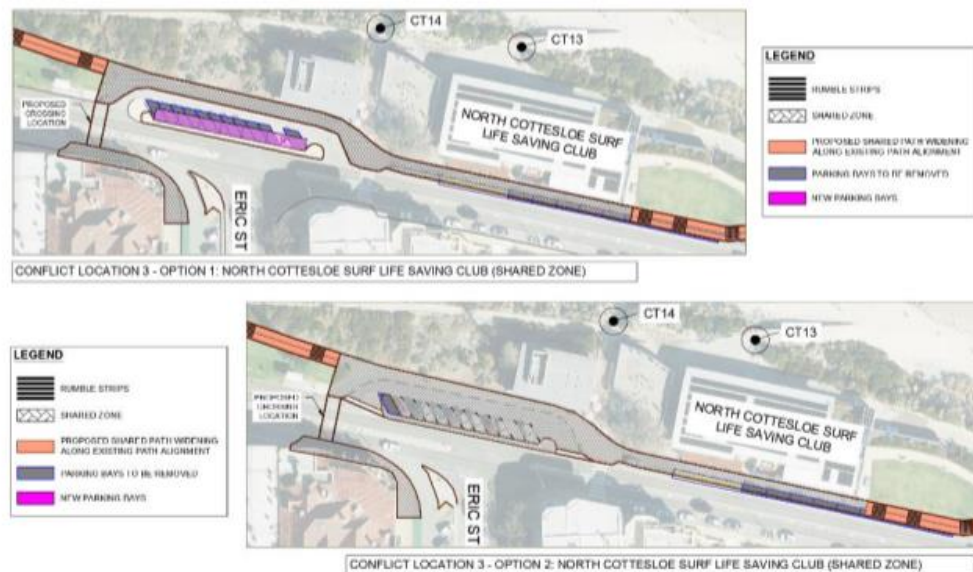 CT14
CT13
PROPOSED
CROSSING
LOCATION
NORTH COTTESLOE SURF
LIFE SAVING CLUB
ERIC ST
LEGEND
RUMBLE STRIPS
SHARED ZONE
PROPOSED SHARED PATH WIDENING
ALONG EXISTING PATH ALIGNMENT
PARKING BAYS TO BE REMOVED
NEW PARKING BAYS
CONFLICT LOCATION 3 - OPTION 1: NORTH COTTESLOE SURF LIFE SAVING CLUB (SHARED ZONE)
LEGEND
RUMBLE STRIPS
SHARED ZONE
PROPOSED SHARED PATH WIDENING
ALONG EXISTING PATH ALIGNMENT
PARKING BAYS TO BE REMOVED
NEW PARKING BAYS
CT14
CT13
PROPOSED
CROSSING
LOCATION
NORTH COTTESLOE SURF
LIFE SAVING CLUB
ERIC ST
CONFLICT LOCATION 3 - OPTION 2: NORTH COTTESLOE SURF LIFE SAVING CLUB (SHARED ZONE)